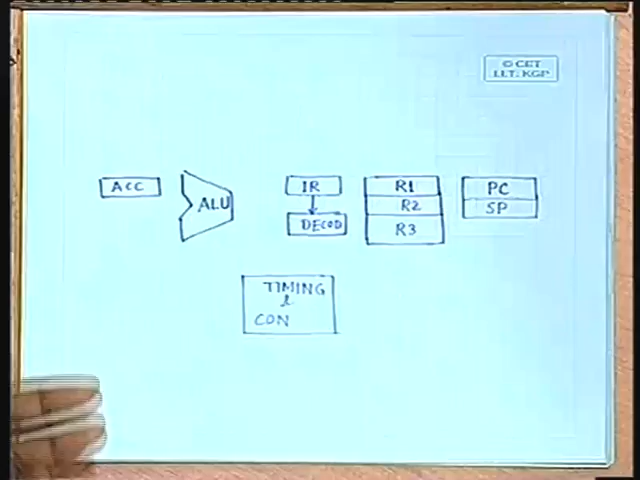 © CET
I.I.T. KGP
ACC
ALU
IR
DECOD
R1
R2
R3
PC
SP
TIMING
&
CON